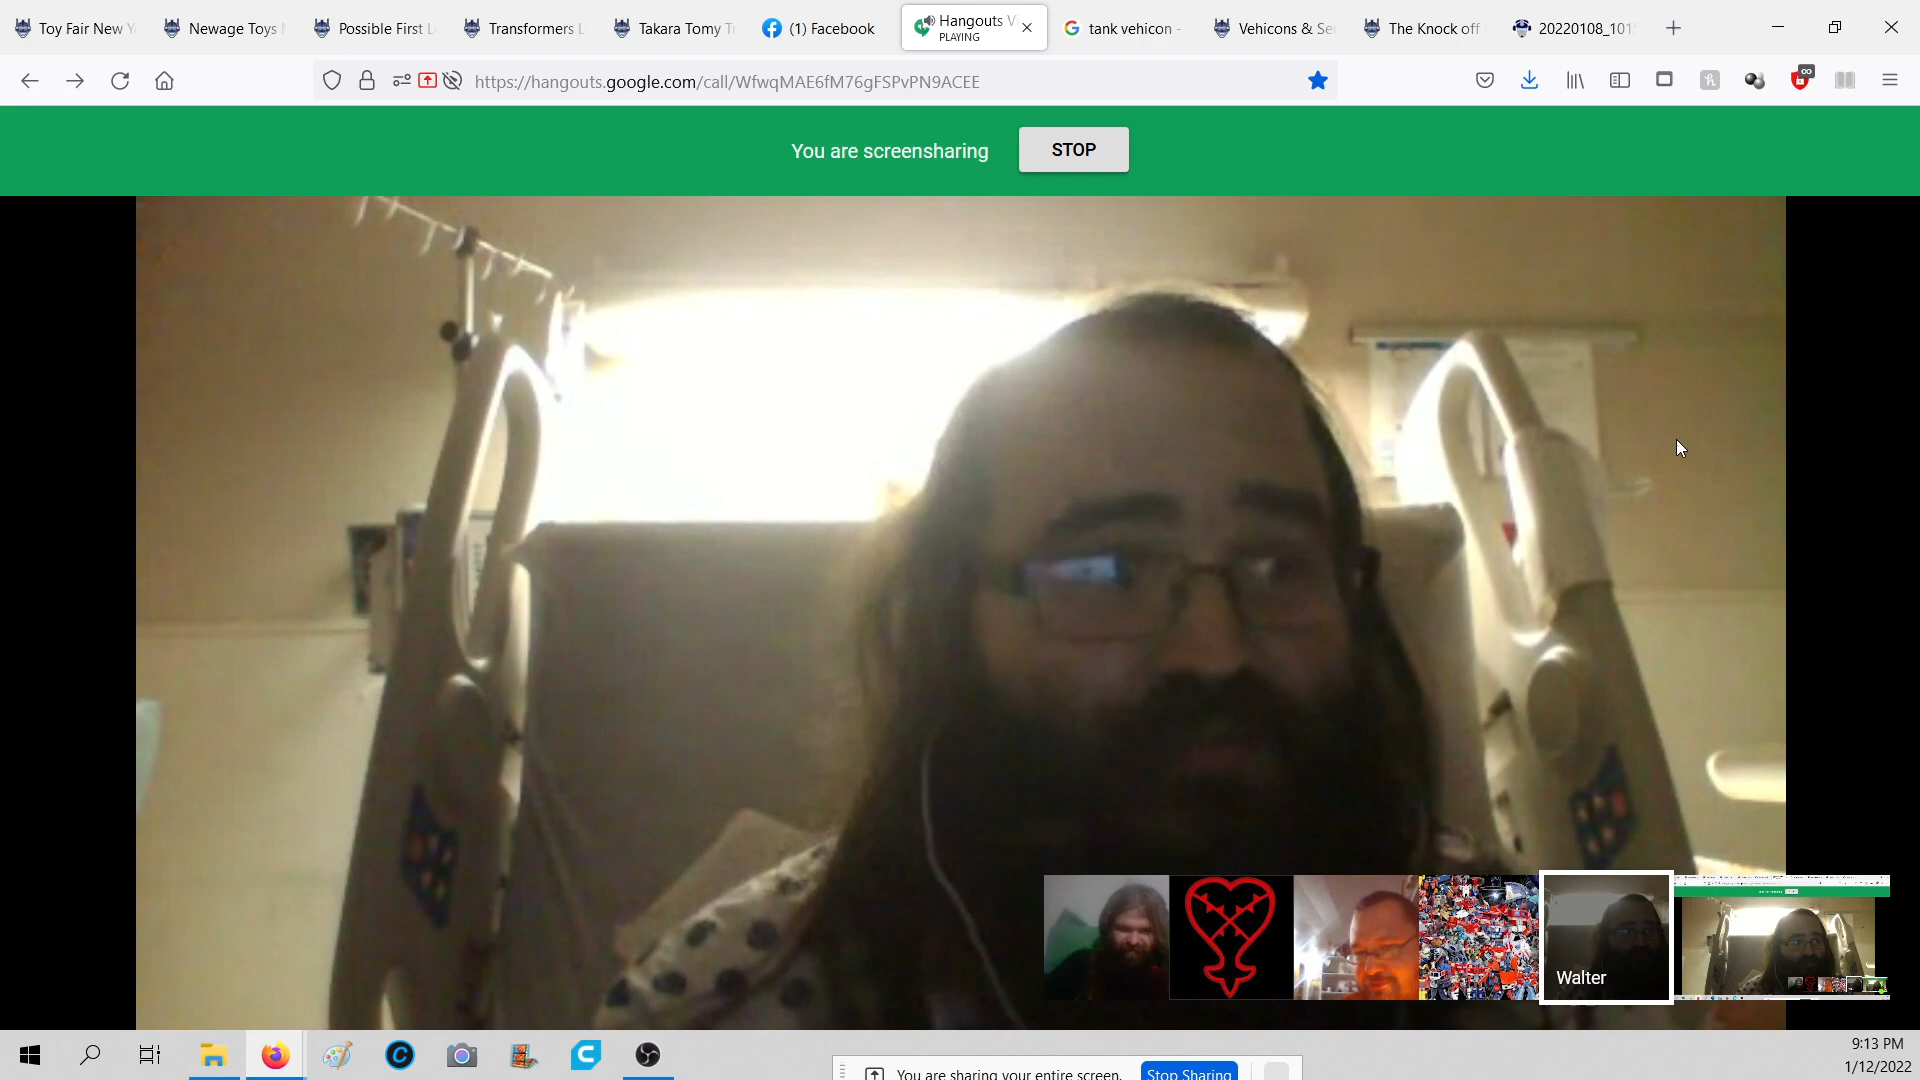 Toy Fair New Y
Newage Toys
Possible First L
Transformers L
Takara Tomy T
(1) Facebook
Hangouts Vi
PLAYING
tank vehicon -
Vehicons & Se
The Knock off
20220108_101
https://hangouts.google.com/call/WfwqMAE6fM76gFSPvPN9ACEE
You are screensharing
STOP
Walter
9:13 PM
1/12/2022
You are sharing your entire screen.
Stop Sharing